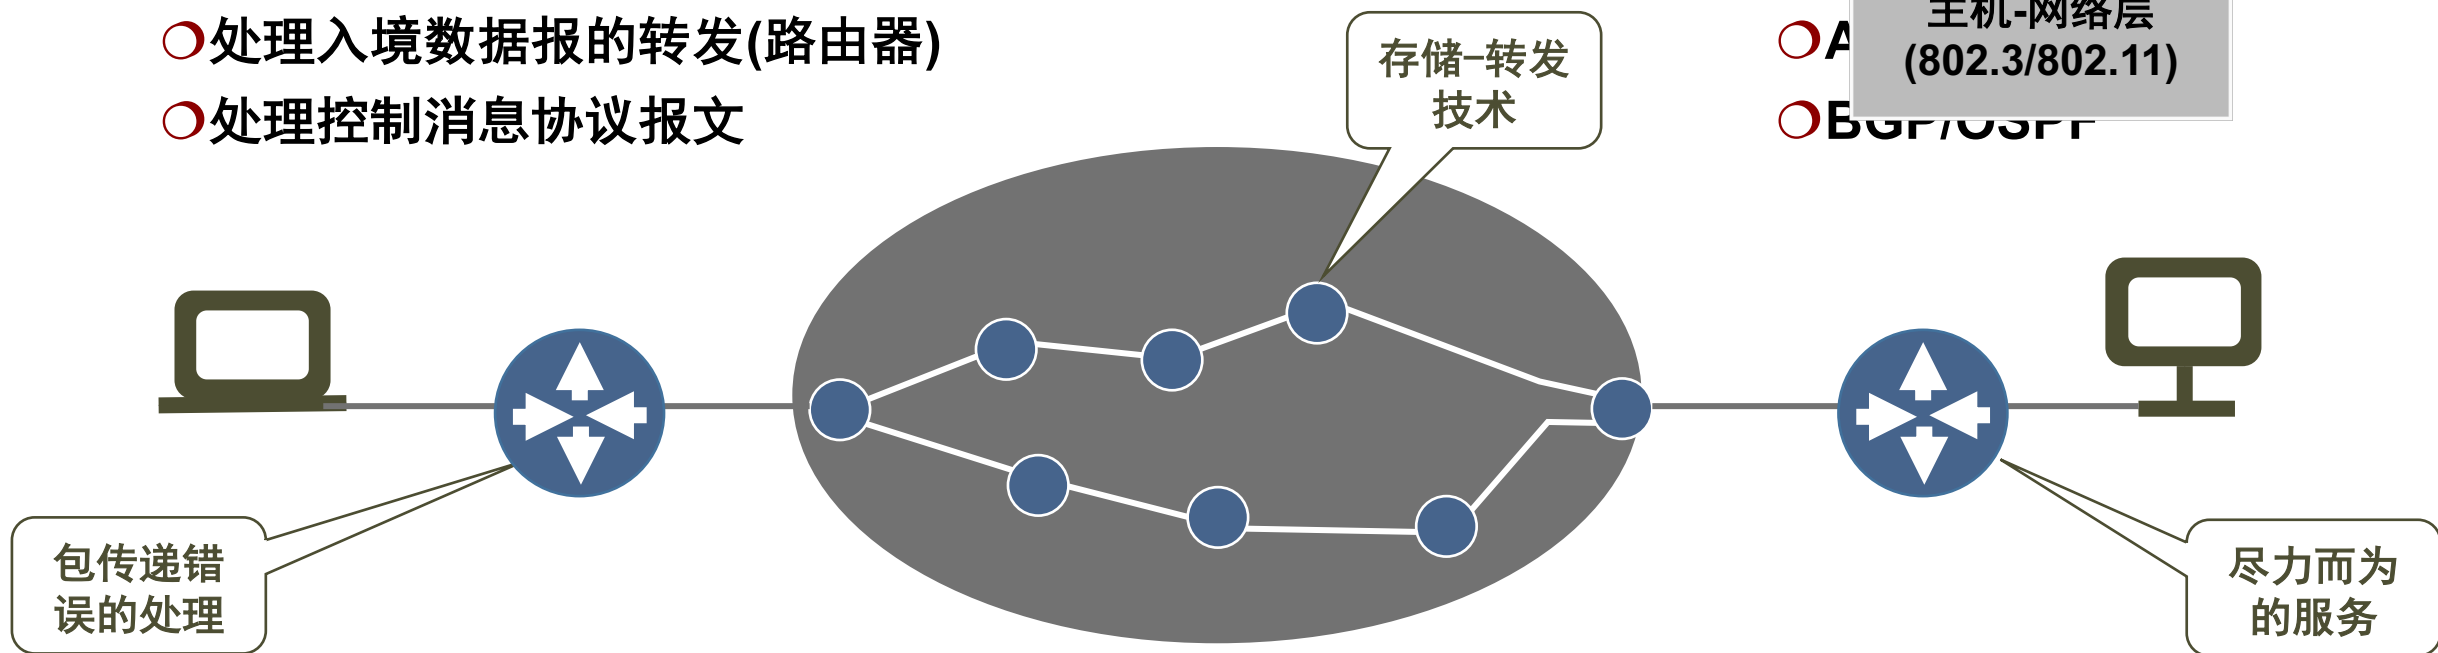 处理入境数据报的转发(路由器)
处理控制消息协议报文
存储-转发
技术
主机-网络层
(802.3/802.11)
A
BGP/OSPF
包传递错
误的处理
尽力而为
的服务